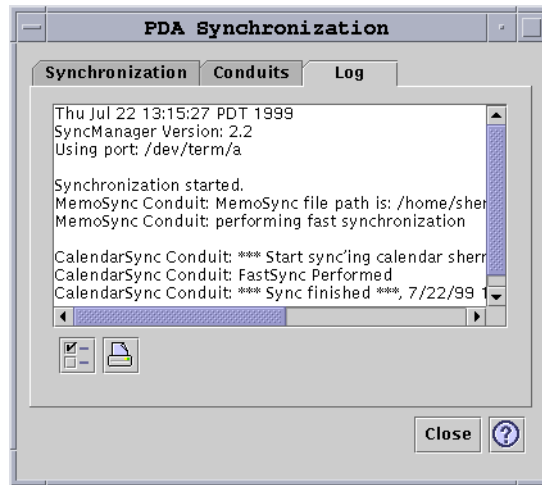 PDA Synchronization
Synchronization Conduits Log
Thu Jul 22 13:15:27 PDT 1999
SyncManager Version: 2.2
Using port: /dev/term/a
Synchronization started.
MemoSync Conduit: MemoSync file path is: /home/sher
MemoSync Conduit: performing fast synchronization
CalendarSync Conduit: *** Start sync'ing calendar sherr
CalendarSync Conduit: FastSync Performed
CalendarSync Conduit: *** Sync finished ***, 7/22/99 1
Close ?